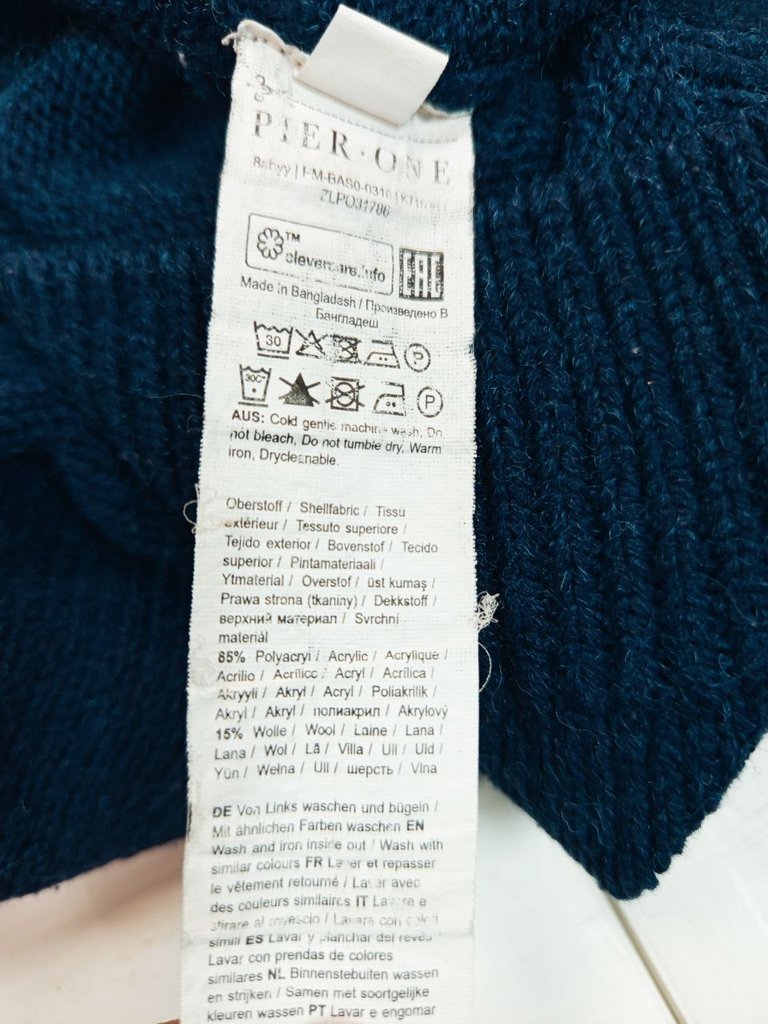 PIER·ONE
ZLPO31786
TM
clevercare.info
EAC
Made in Bangladesh / Произведено В
Бангладеш
30
P
30C°
P
AUS: Cold gentle machine wash, Do
not bleach, Do not tumble dry, Warm
iron, Drycleanable.
Oberstoff / Shellfabric / Tissu
extérieur / Tessuto superiore /
Tejido exterior / Bovenstof / Tecido
superior / Pintamateriaali /
Ytmaterial / Overstof / üst kumaş /
Prawa strona (tkaniny) / Dekkstoff /
верхний материал / Svrchní
materiál
85% Polyacryl / Acrylic / Acrylique /
Acrilio / Acrílico / Acryl / Acrílica /
Akryyli / Akryl / Acryl / Poliakrilik /
Akryl / Akryl / полиакрил / Akrylový
15% Wolle / Wool / Laine / Lana /
Lana / Wol / Lã / Villa / Ull / Uld /
Yün / Wełna / Ull / шерсть / Vlna
DE Von Links waschen und bügeln /
Mit ähnlichen Farben waschen EN
Wash and iron inside out / Wash with
similar colours FR Laver et repasser
le vêtement retourné / Laver avec
des couleurs similaires IT Lavare e
stirare al rovescio / Lavare con colori
simili ES Lavar y planchar del revés /
Lavar con prendas de colores
similares NL Binnenstebuiten wassen
en strijken / Samen met soortgelijke
kleuren wassen PT Lavar e engomar